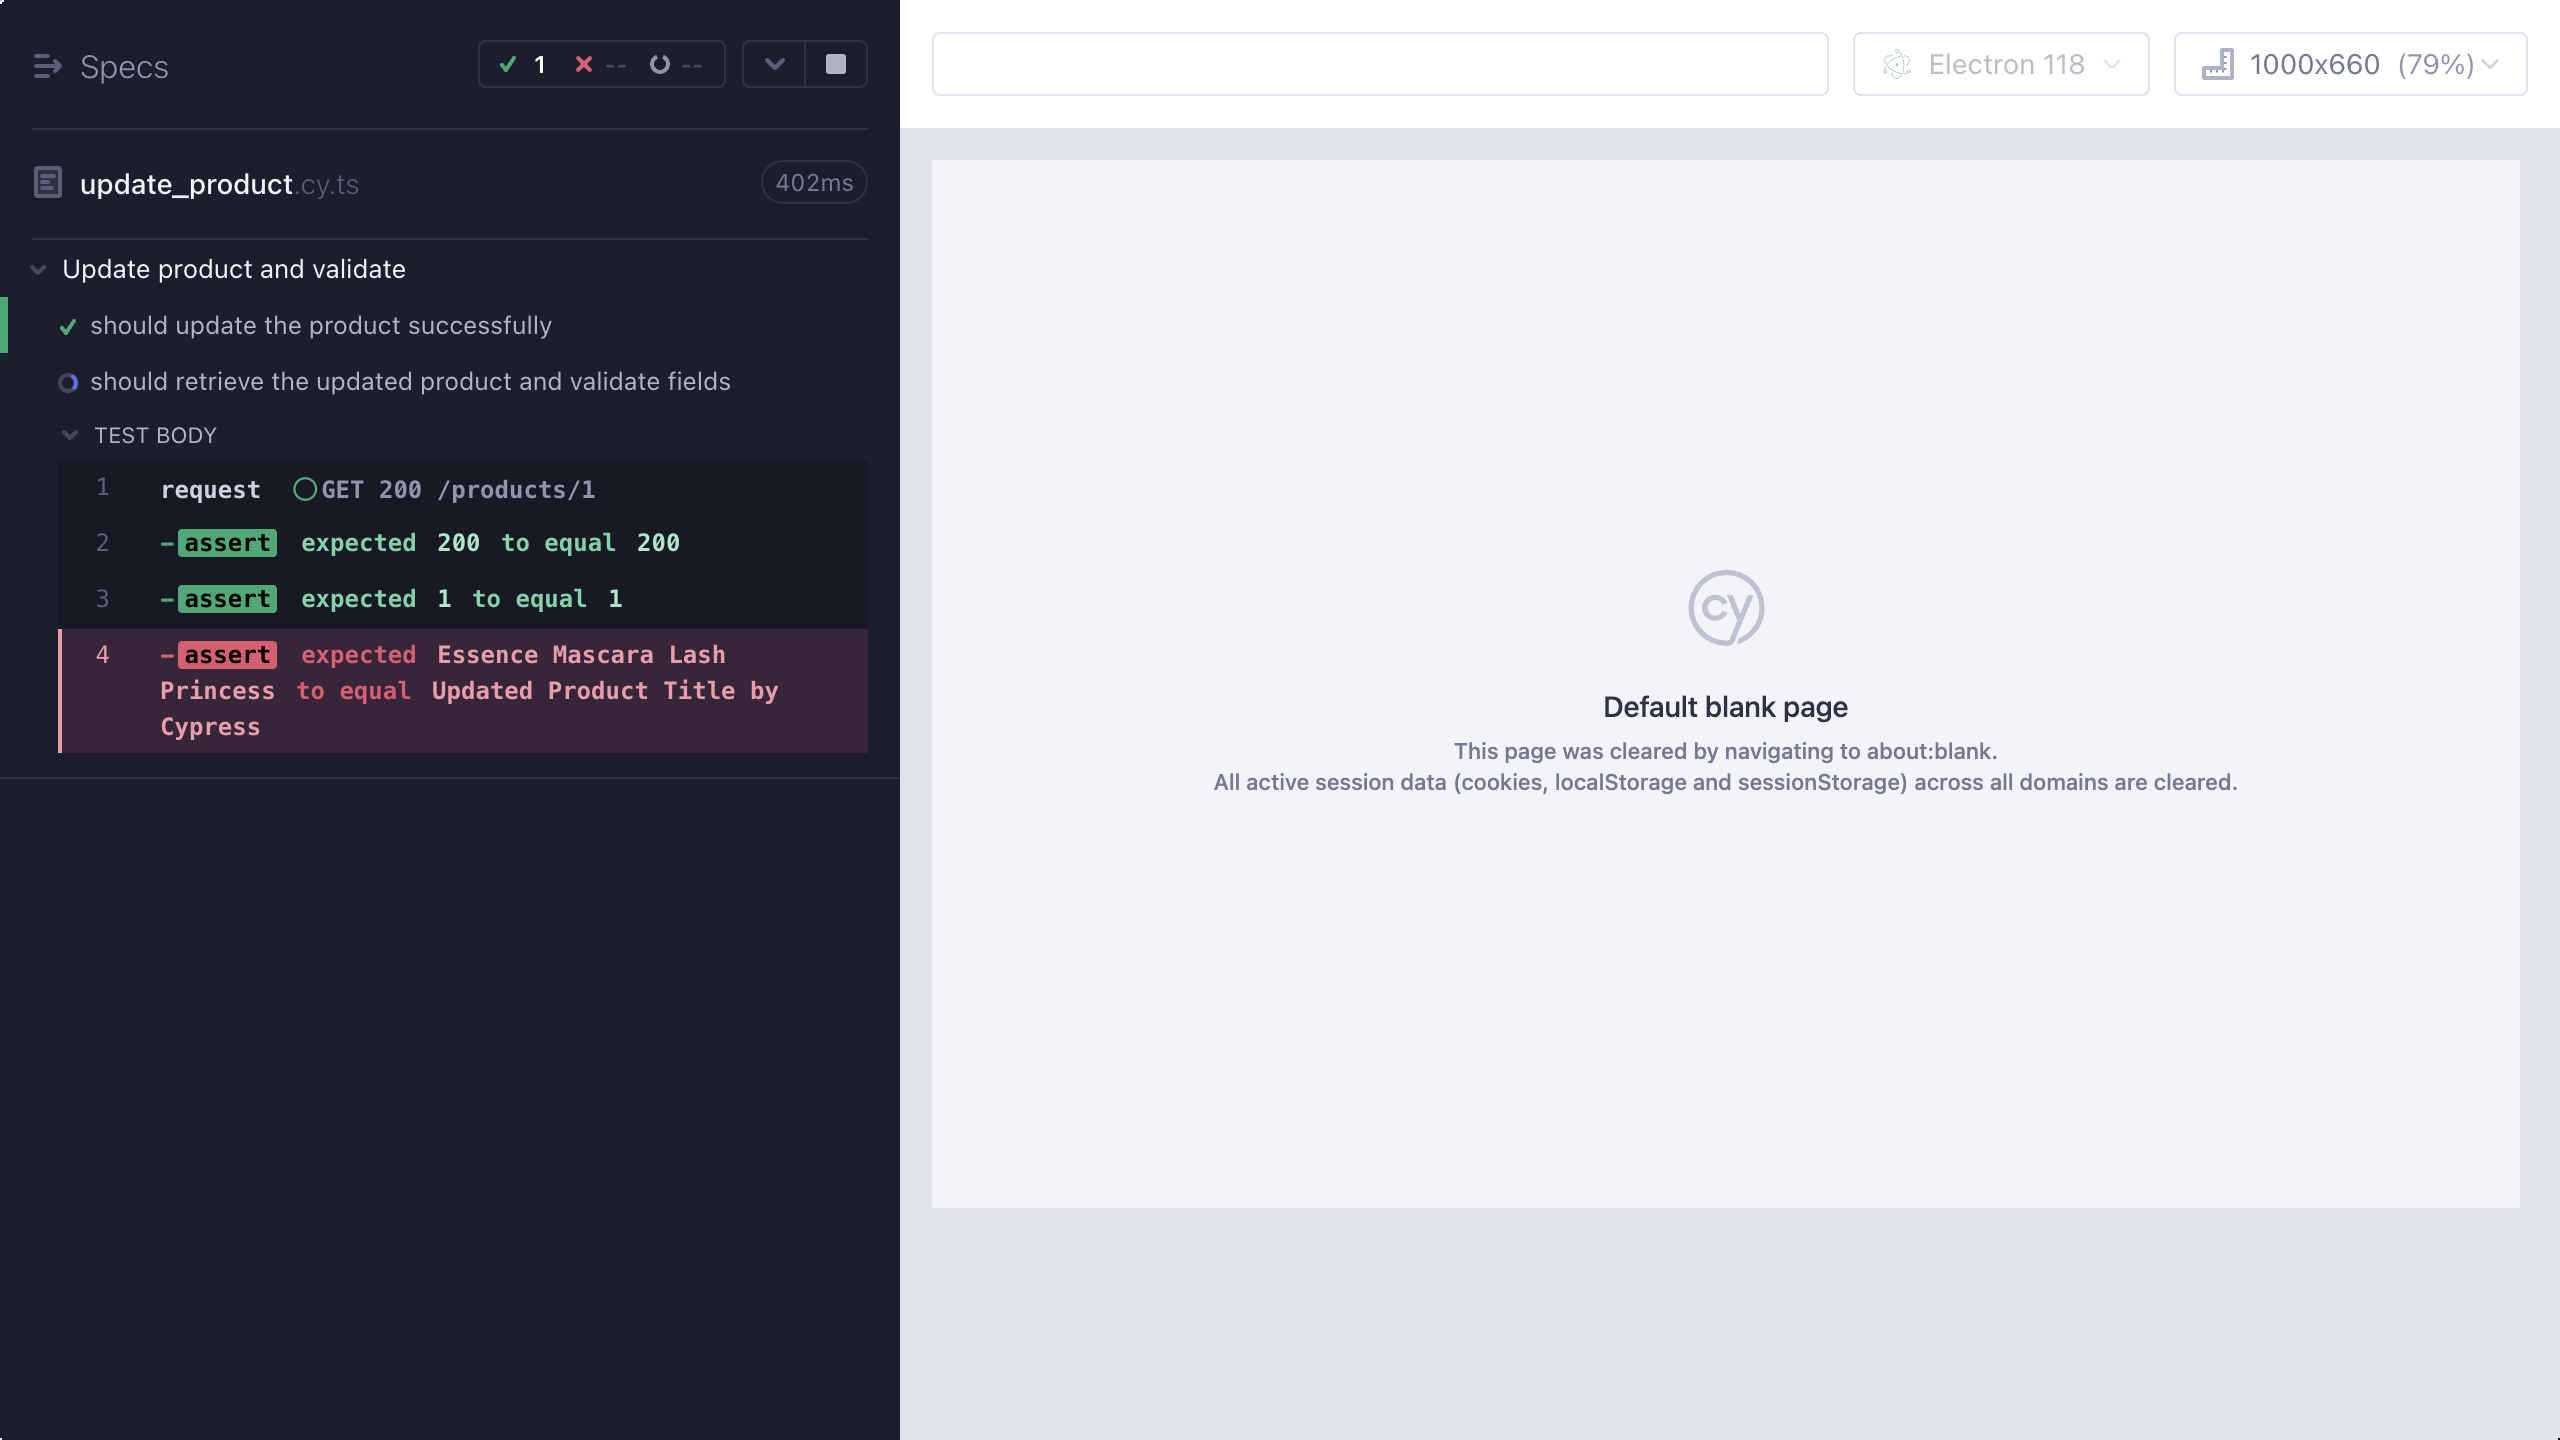 Specs
1 -- --
update_product.cy.ts
402ms
Update product and validate
should update the product successfully
should retrieve the updated product and validate fields
TEST BODY
1 request GET 200 /products/1
2 -assert expected 200 to equal 200
3 -assert expected 1 to equal 1
4 -assert expected Essence Mascara Lash
Princess to equal Updated Product Title by
Cypress
Electron 118
1000x660 (79%)
cy
Default blank page
This page was cleared by navigating to about:blank.
All active session data (cookies, localStorage and sessionStorage) across all domains are cleared.